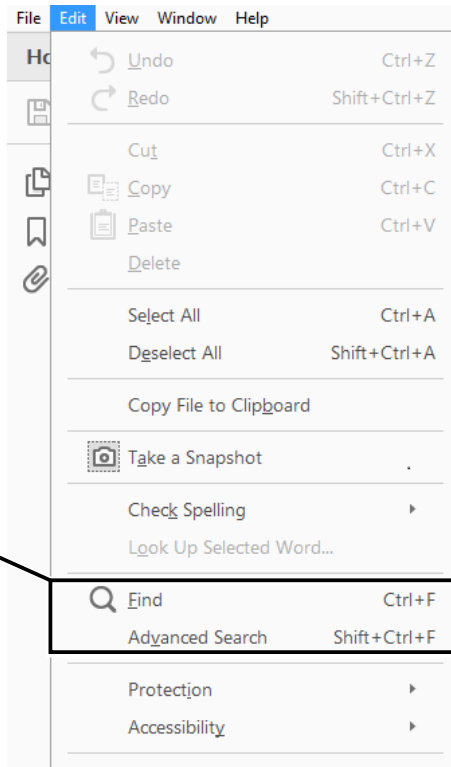 File Edit View Window Help
Ho
Undo Ctrl+Z
Redo Shift+Ctrl+Z
Cut Ctrl+X
Copy Ctrl+C
Paste Ctrl+V
Delete
Select All Ctrl+A
Deselect All Shift+Ctrl+A
Copy File to Clipboard
Take a Snapshot
Check Spelling
Look Up Selected Word...
Find Ctrl+F
Advanced Search Shift+Ctrl+F
Protection
Accessibility